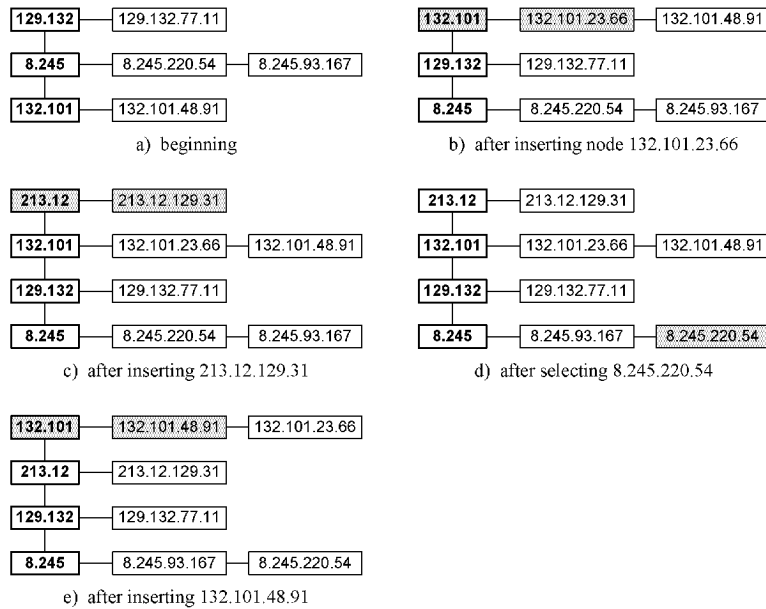 129.132 129.132.77.11
8.245 8.245.220.54 8.245.93.167
132.101 132.101.48.91
a) beginning
132.101 132.101.23.66 132.101.48.91
129.132 129.132.77.11
8.245 8.245.220.54 8.245.93.167
b) after inserting node 132.101.23.66
213.12 213.12.129.31
132.101 132.101.23.66 132.101.48.91
129.132 129.132.77.11
8.245 8.245.220.54 8.245.93.167
c) after inserting 213.12.129.31
213.12 213.12.129.31
132.101 132.101.23.66 132.101.48.91
129.132 129.132.77.11
8.245 8.245.93.167 8.245.220.54
d) after selecting 8.245.220.54
132.101 132.101.48.91 132.101.23.66
213.12 213.12.129.31
129.132 129.132.77.11
8.245 8.245.93.167 8.245.220.54
e) after inserting 132.101.48.91